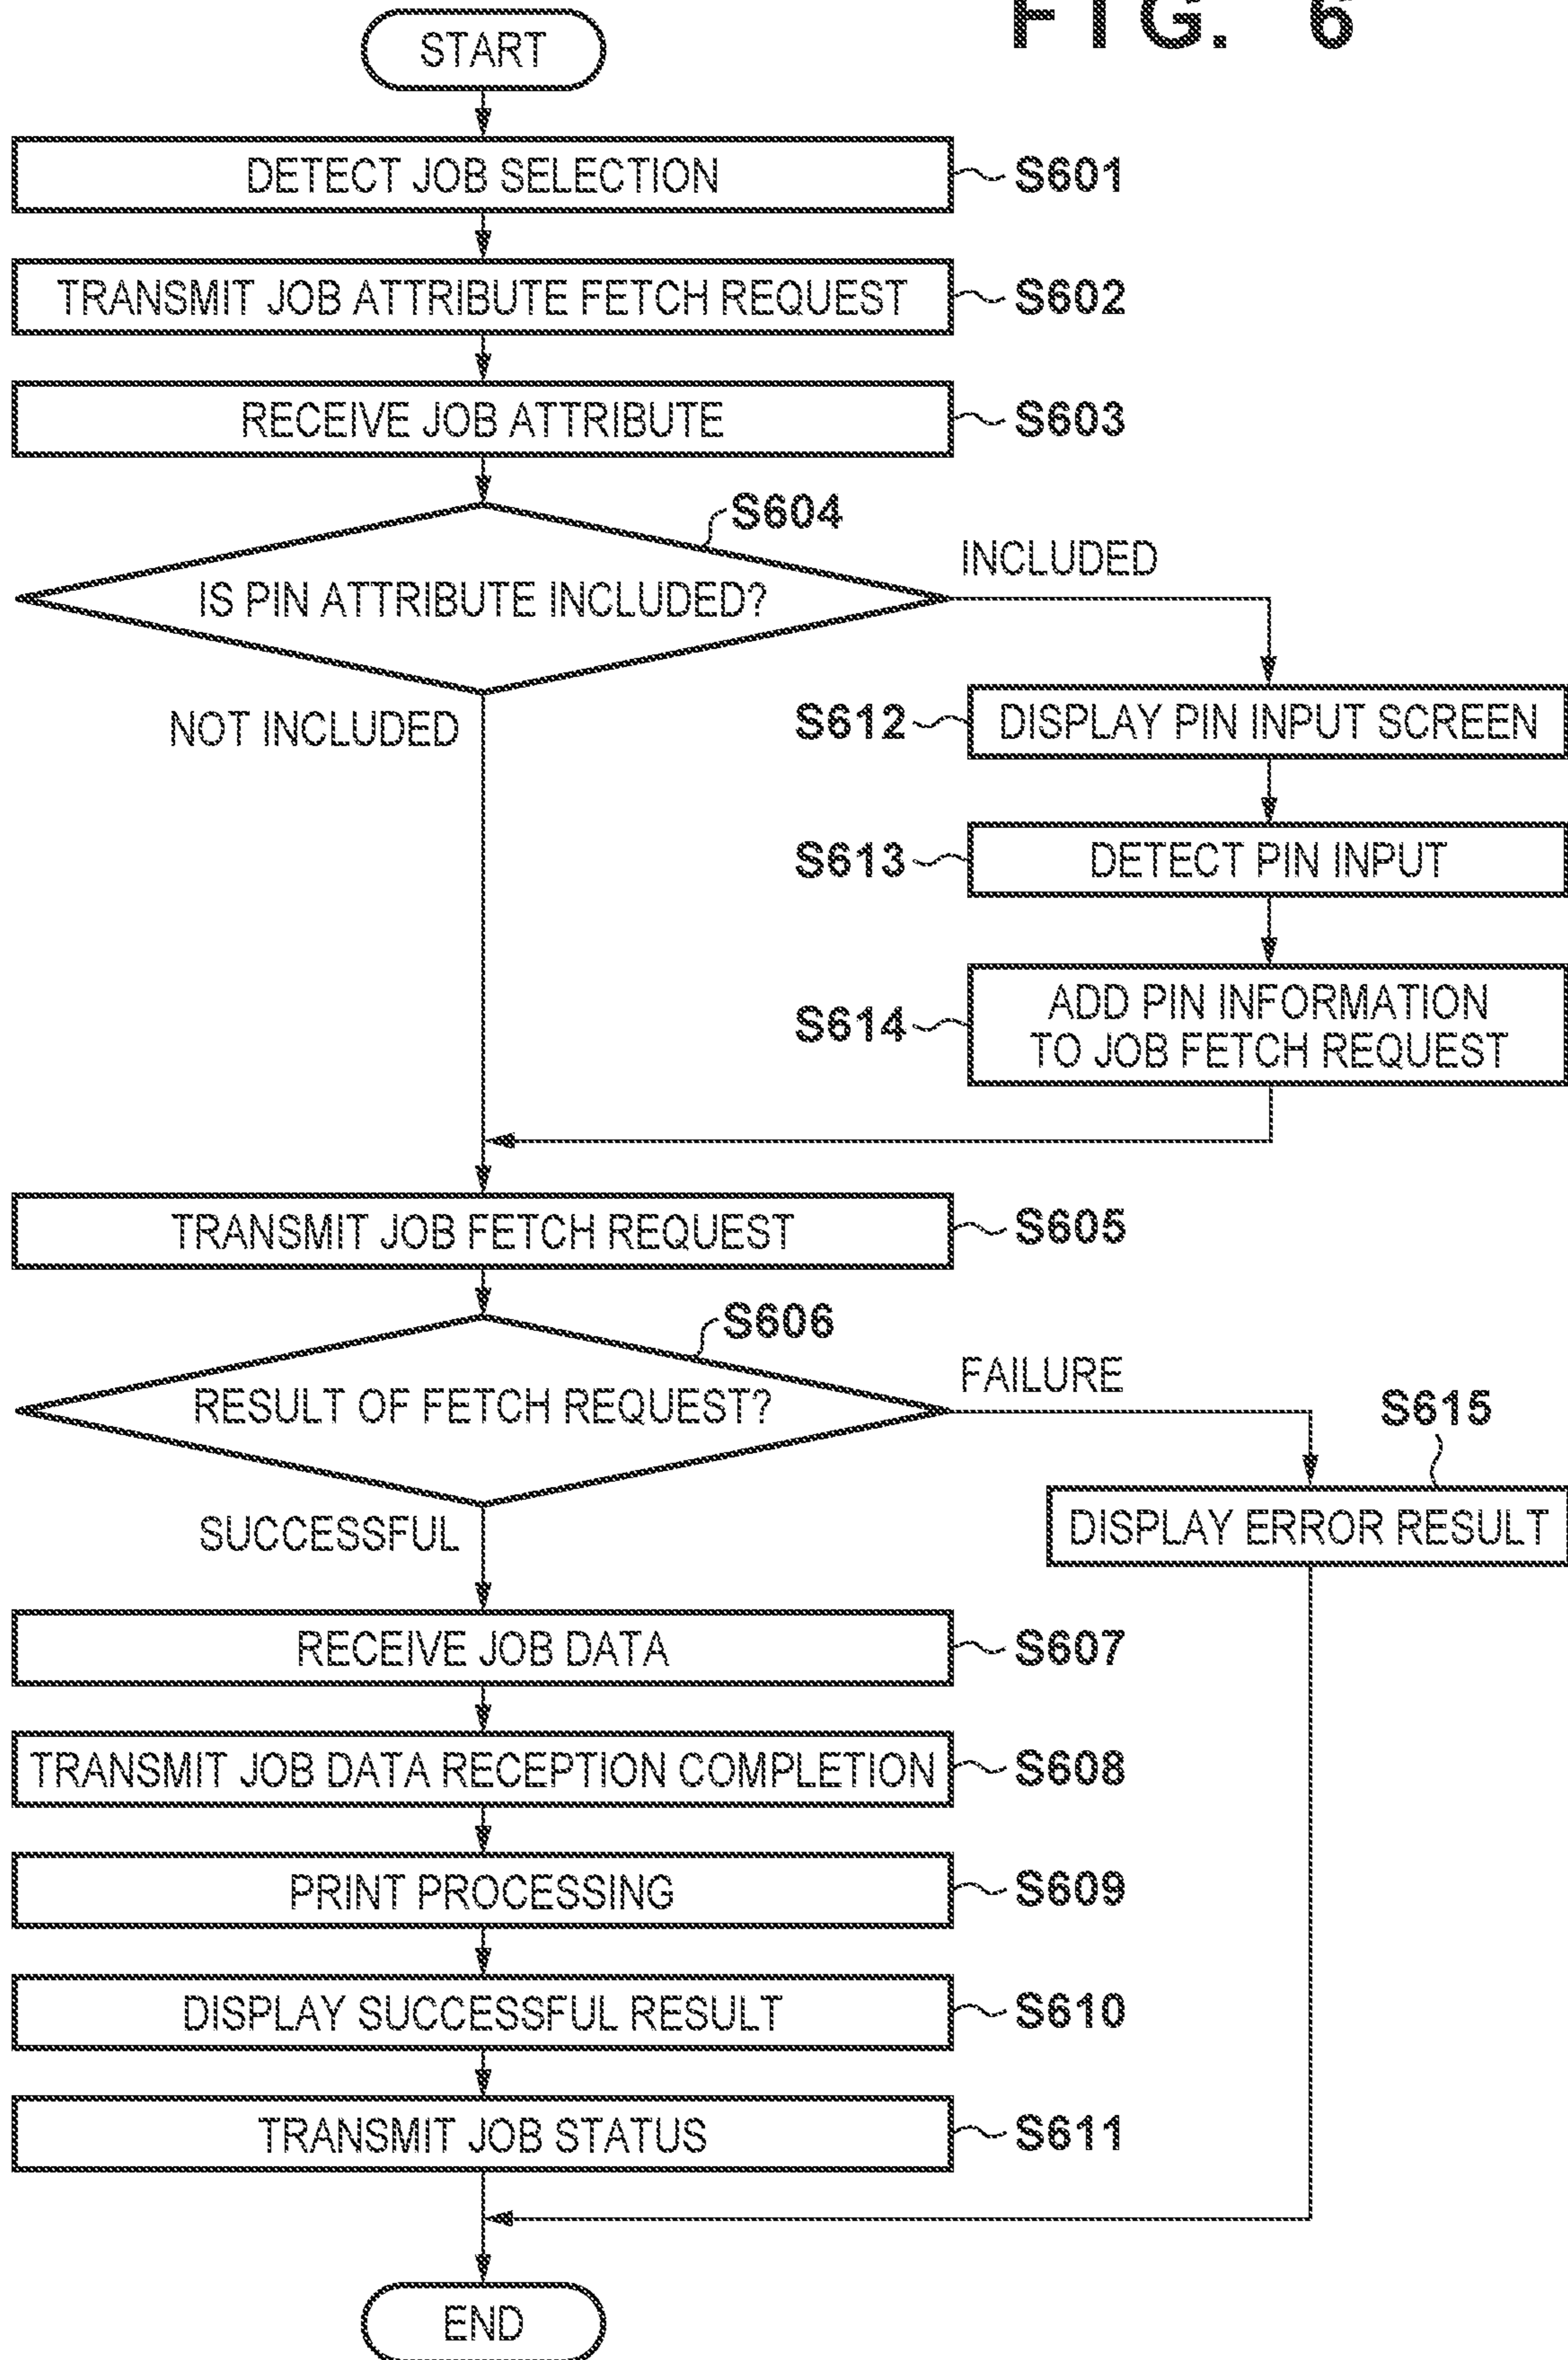 FIG. 6
START
DETECT JOB SELECTION
S601
TRANSMIT JOB ATTRIBUTE FETCH REQUEST
S602
RECEIVE JOB ATTRIBUTE
S603
S604
IS PIN ATTRIBUTE INCLUDED?
INCLUDED
NOT INCLUDED
S612
DISPLAY PIN INPUT SCREEN
S613
DETECT PIN INPUT
S614
ADD PIN INFORMATION
TO JOB FETCH REQUEST
TRANSMIT JOB FETCH REQUEST
S605
S606
RESULT OF FETCH REQUEST?
FAILURE
S615
DISPLAY ERROR RESULT
SUCCESSFUL
RECEIVE JOB DATA
S607
TRANSMIT JOB DATA RECEPTION COMPLETION
S608
PRINT PROCESSING
S609
DISPLAY SUCCESSFUL RESULT
S610
TRANSMIT JOB STATUS
S611
END